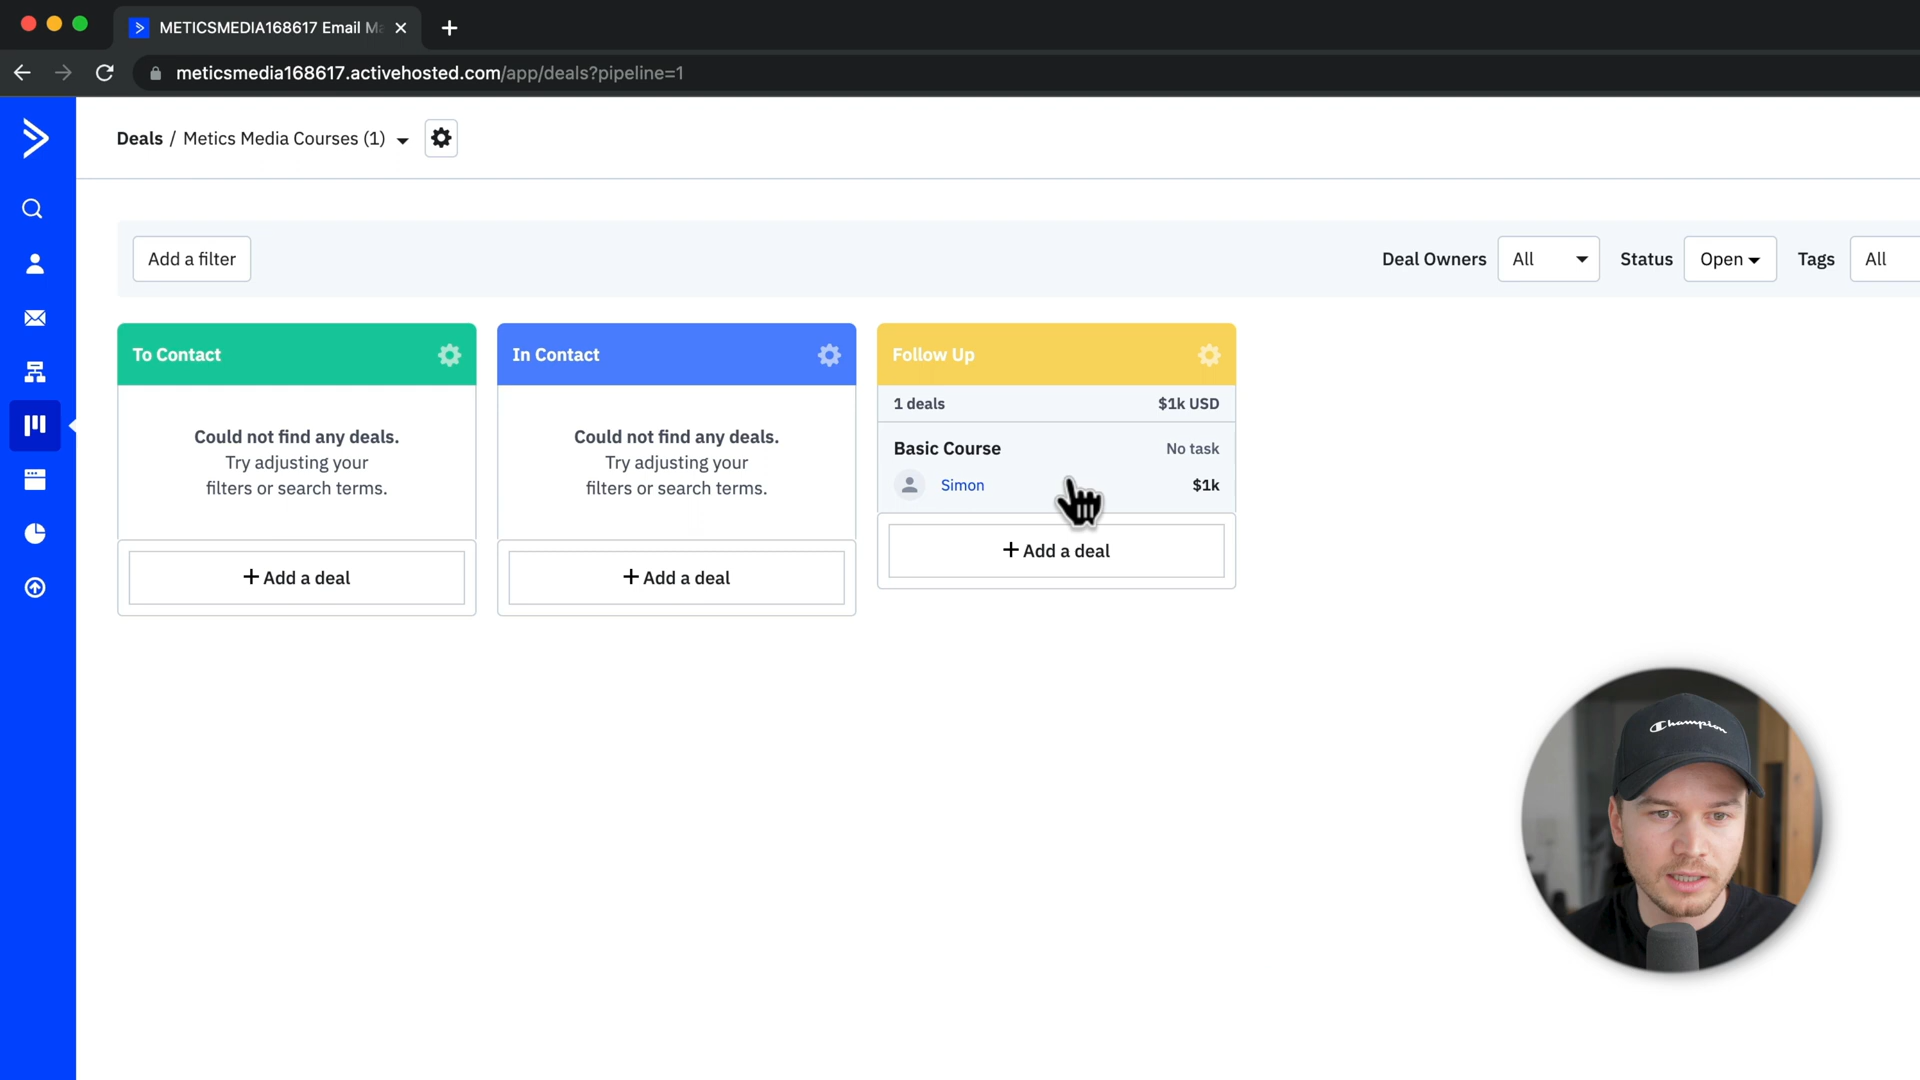 METICSMEDIA168617 Email Ma
meticsmedia168617.activehosted.com/app/deals?pipeline=1
Deals / Metics Media Courses (1)
Add a filter
Deal Owners All Status Open Tags All
To Contact
Could not find any deals.
Try adjusting your
filters or search terms.
+ Add a deal
In Contact
Could not find any deals.
Try adjusting your
filters or search terms.
+ Add a deal
Follow Up
1 deals $1k USD
Basic Course No task
Simon $1k
+ Add a deal
Champion